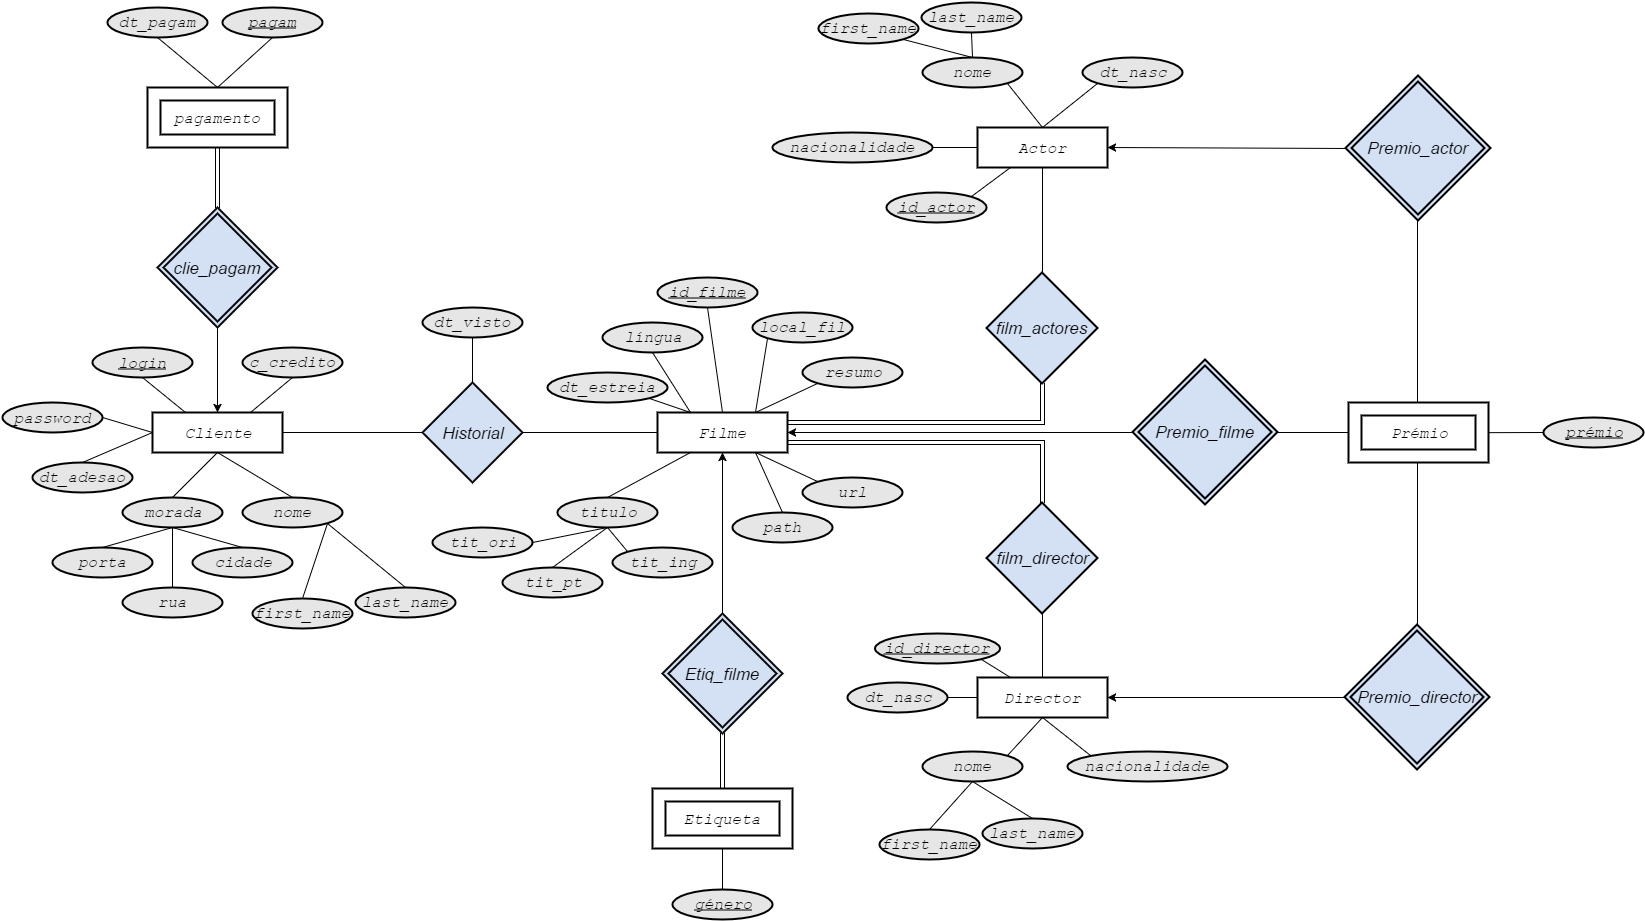 dt_pagam
pagam
pagamento
clie_pagam
login
c_credito
password
Cliente
dt_adesao
morada
nome
porta
cidade
rua
first_name
last_name
dt_visto
Historial
id_filme
língua
local_fil
dt_estreia
resumo
Filme
titulo
url
path
tit_ori
tit_pt
tit_ing
Etiq_filme
Etiqueta
género
first_name
last_name
nome
dt_nasc
nacionalidade
Actor
id_actor
Premio_actor
film_actores
Premio_filme
Prémio
prémio
film_director
id_director
dt_nasc
Director
Premio_director
nome
nacionalidade
first_name
last_name